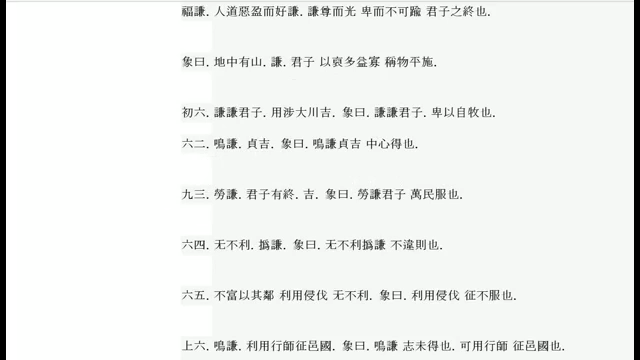 福謙. 人道惡盈而好謙. 謙尊而光 卑而不可踰 君子之終也.
象曰. 地中有山. 謙. 君子 以裒多益寡 稱物平施.
初六. 謙謙君子. 用涉大川吉. 象曰. 謙謙君子. 卑以自牧也.
六二. 鳴謙. 貞吉. 象曰. 鳴謙貞吉 中心得也.
九三. 勞謙. 君子有終. 吉. 象曰. 勞謙君子 萬民服也.
六四. 无不利. 撝謙. 象曰. 无不利撝謙 不違則也.
六五. 不富以其鄰 利用侵伐 无不利. 象曰. 利用侵伐 征不服也.
上六. 鳴謙. 利用行師征邑國. 象曰. 鳴謙 志未得也. 可用行師 征邑國也.